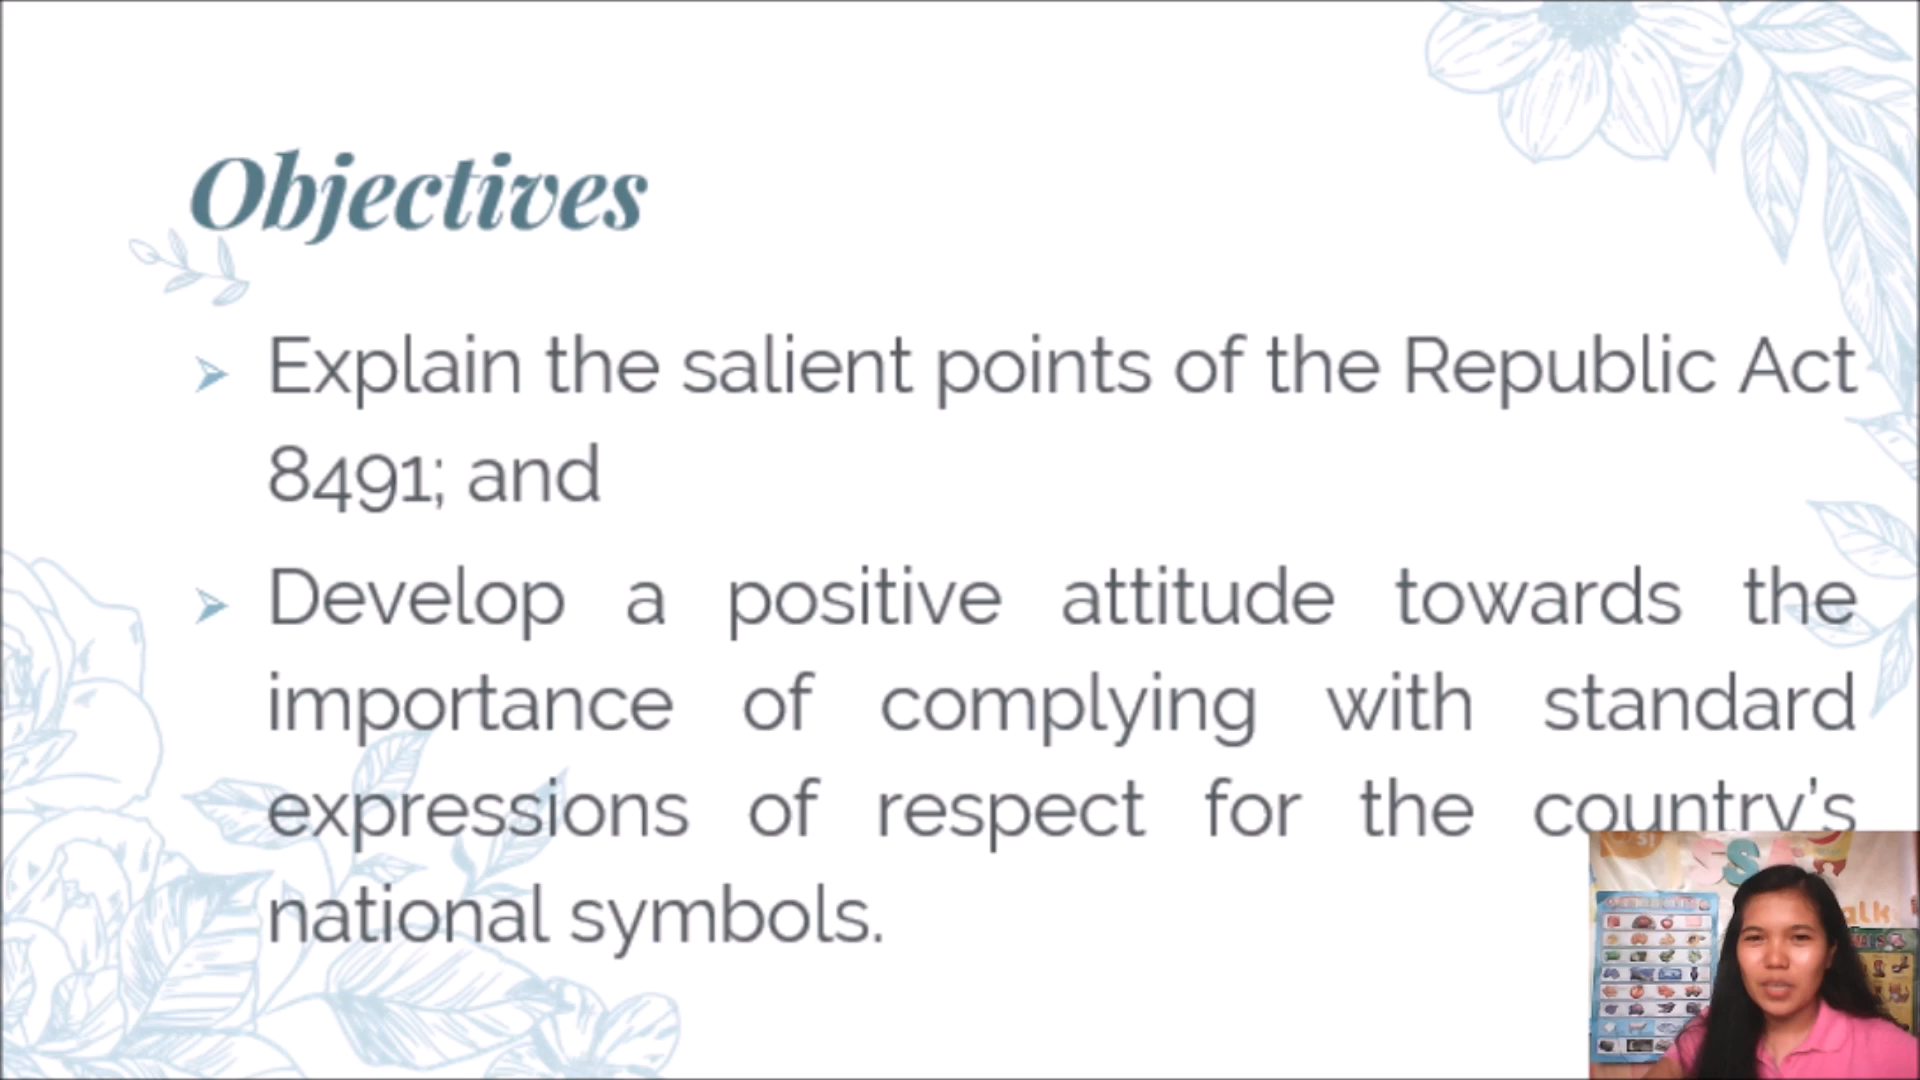 Objectives
Explain the salient points of the Republic Act
8491; and
Develop a positive attitude towards the
importance of complying with standard
expressions of respect for the country's
national symbols.